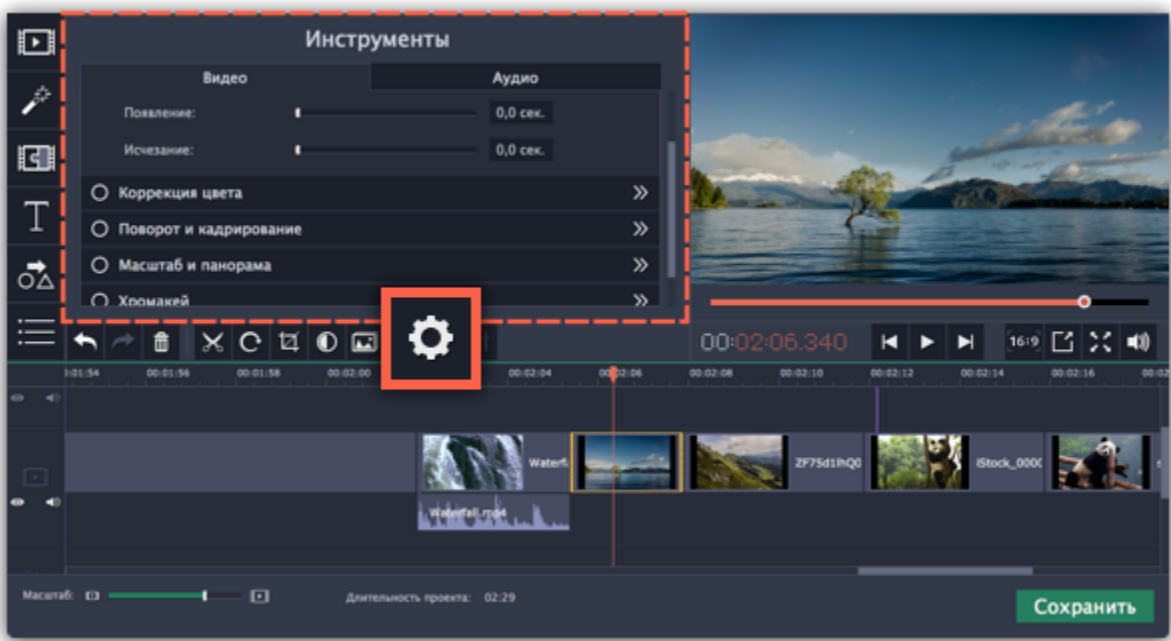 Инструменты
Видео
Аудио
Появление:
0,0 сек.
Исчезание:
0,0 сек.
Коррекция цвета
Поворот и кадрирование
Масштаб и панорама
Хромакей
T
00:02:06.340
16:9
00:01:56
00:01:58
00:02:00
00:02:04
00:02:06
00:02:08
00:02:10
00:02:12
00:02:14
00:02:16
Waterf
ZF75d1lhQ0
iStock_000
Waterfall.mp4
Масштаб:
Длительность проекта: 02:29
Сохранить